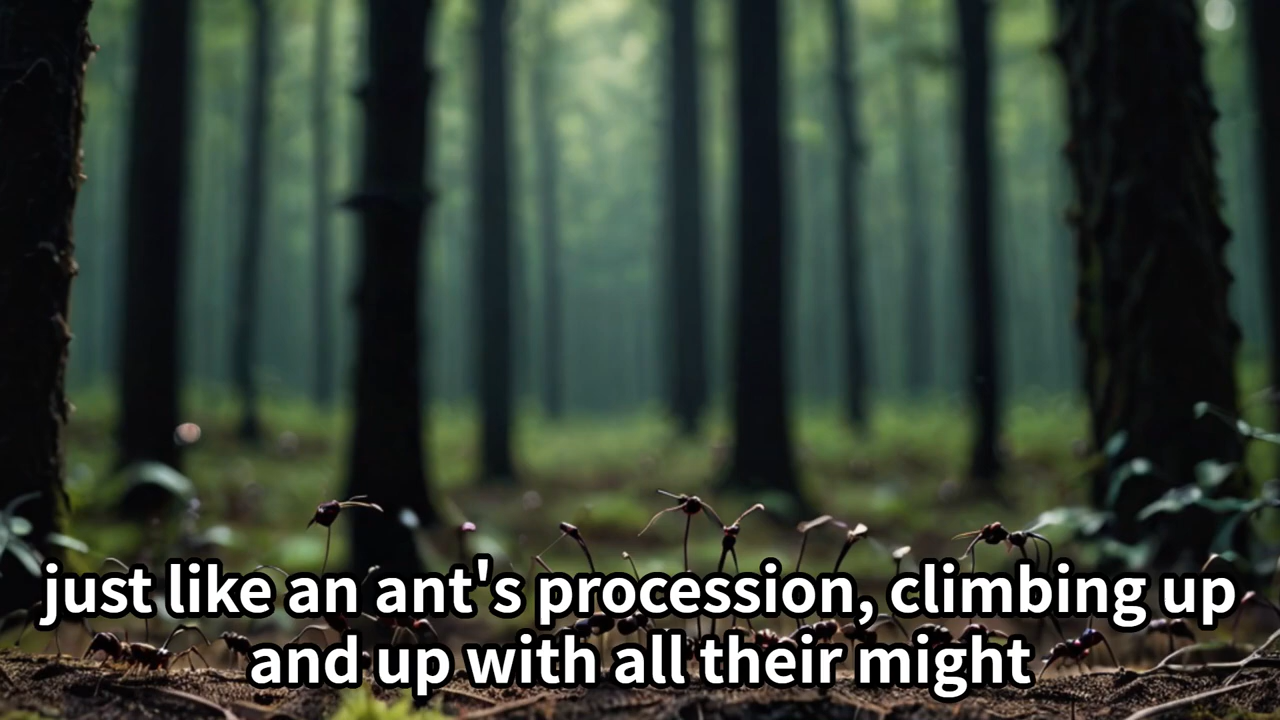 just like an ant's procession, climbing up
and up with all their might